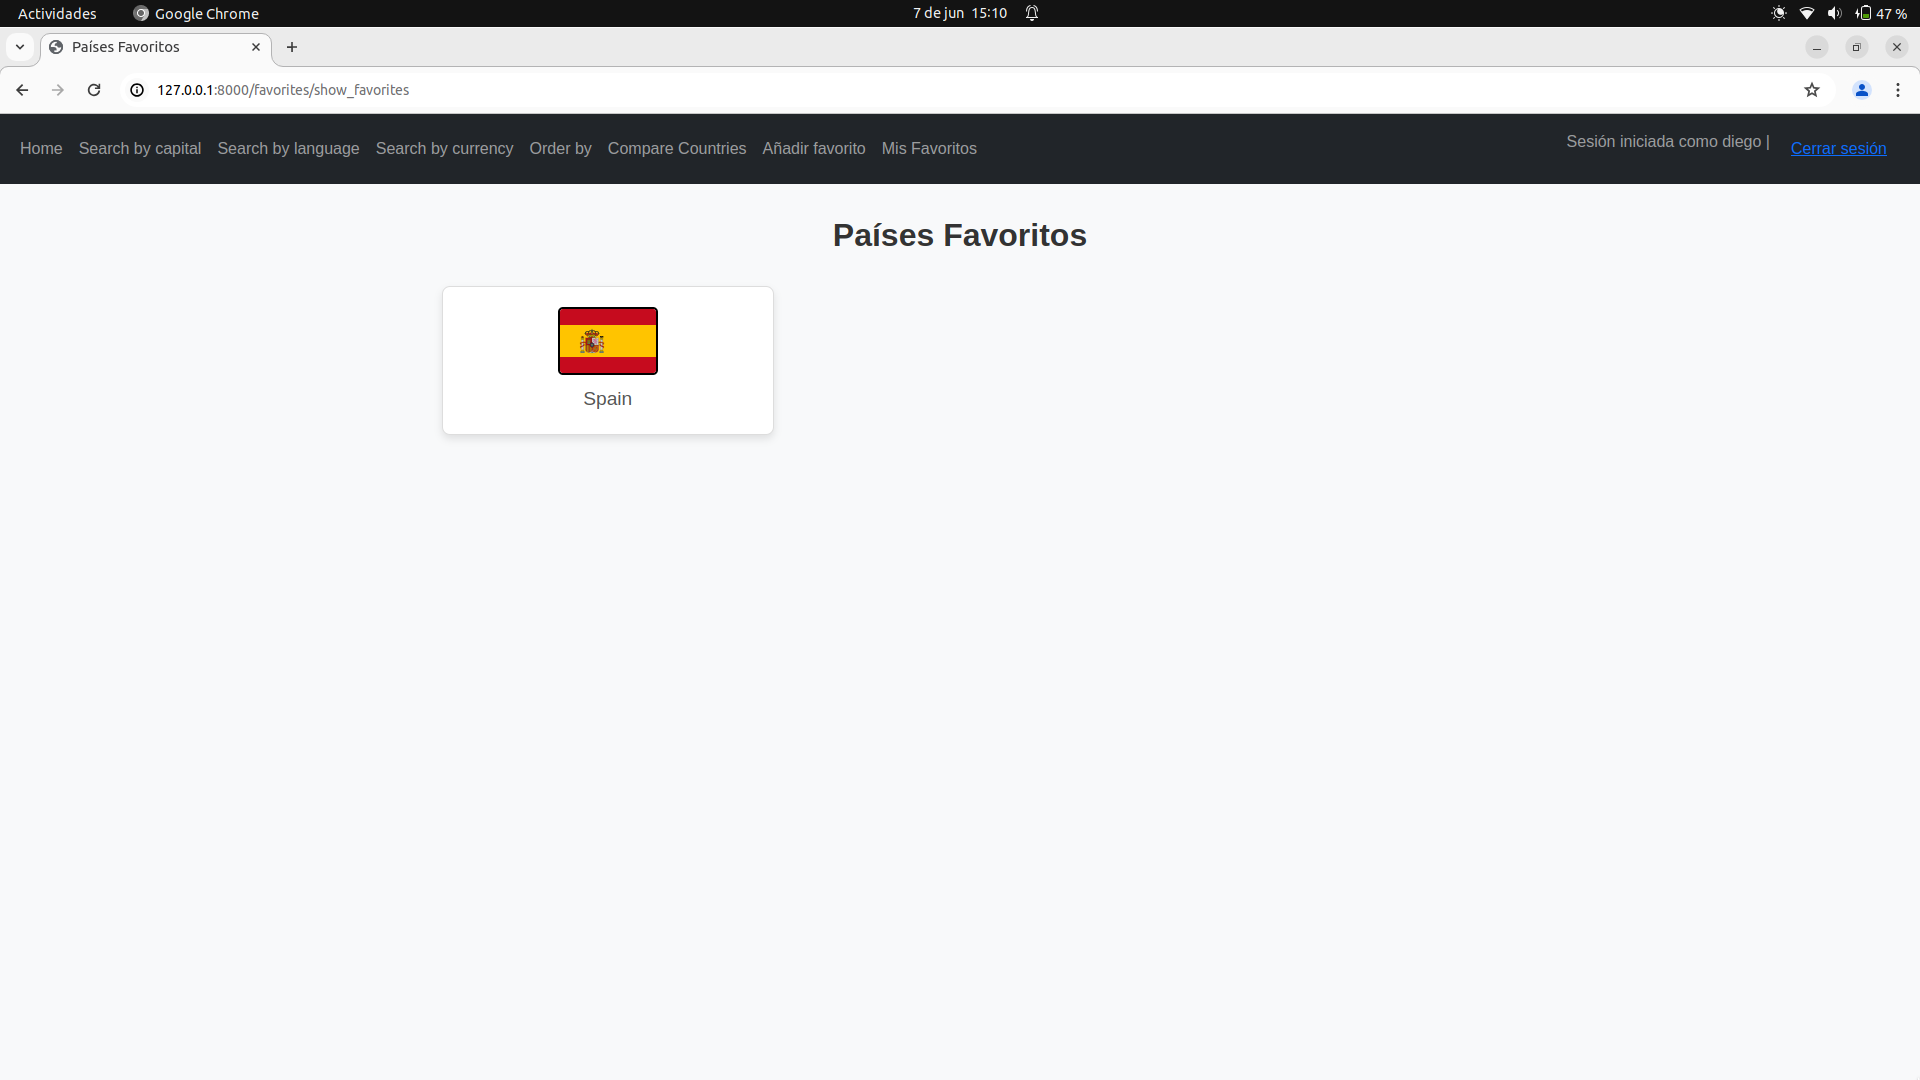 Actividades Google Chrome 7 de jun 15:10 47 %
Países Favoritos
127.0.0.1:8000/favorites/show_favorites
Home Search by capital Search by language Search by currency Order by Compare Countries Añadir favorito Mis Favoritos Sesión iniciada como diego | Cerrar sesión
Países Favoritos
Spain